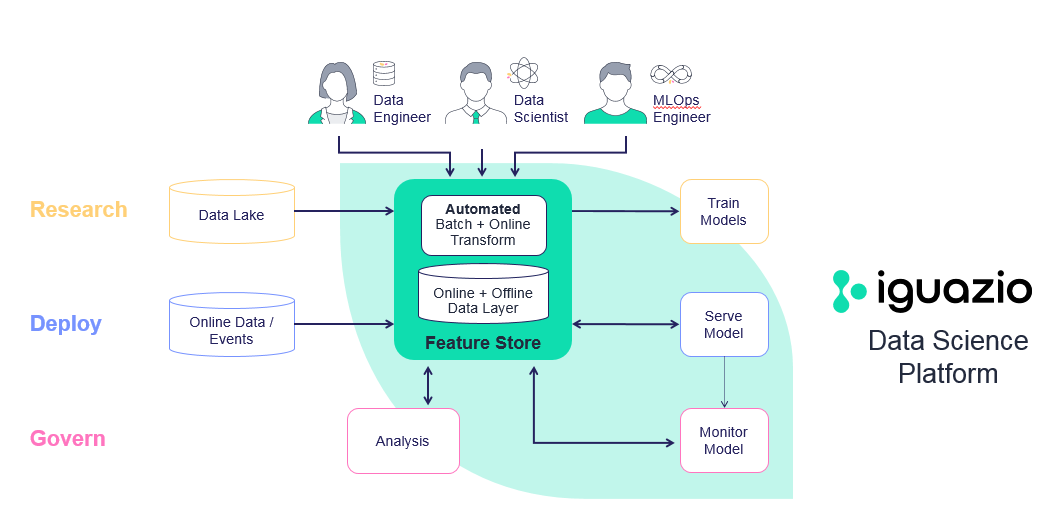 Data
Engineer
Data
Scientist
MLOps
Engineer
Research
Data Lake
Automated
Batch + Online
Transform
Train
Models
Online + Offline
Data Layer
Feature Store
Deploy
Online Data /
Events
Serve
Model
iguazio
Data Science
Platform
Govern
Analysis
Monitor
Model